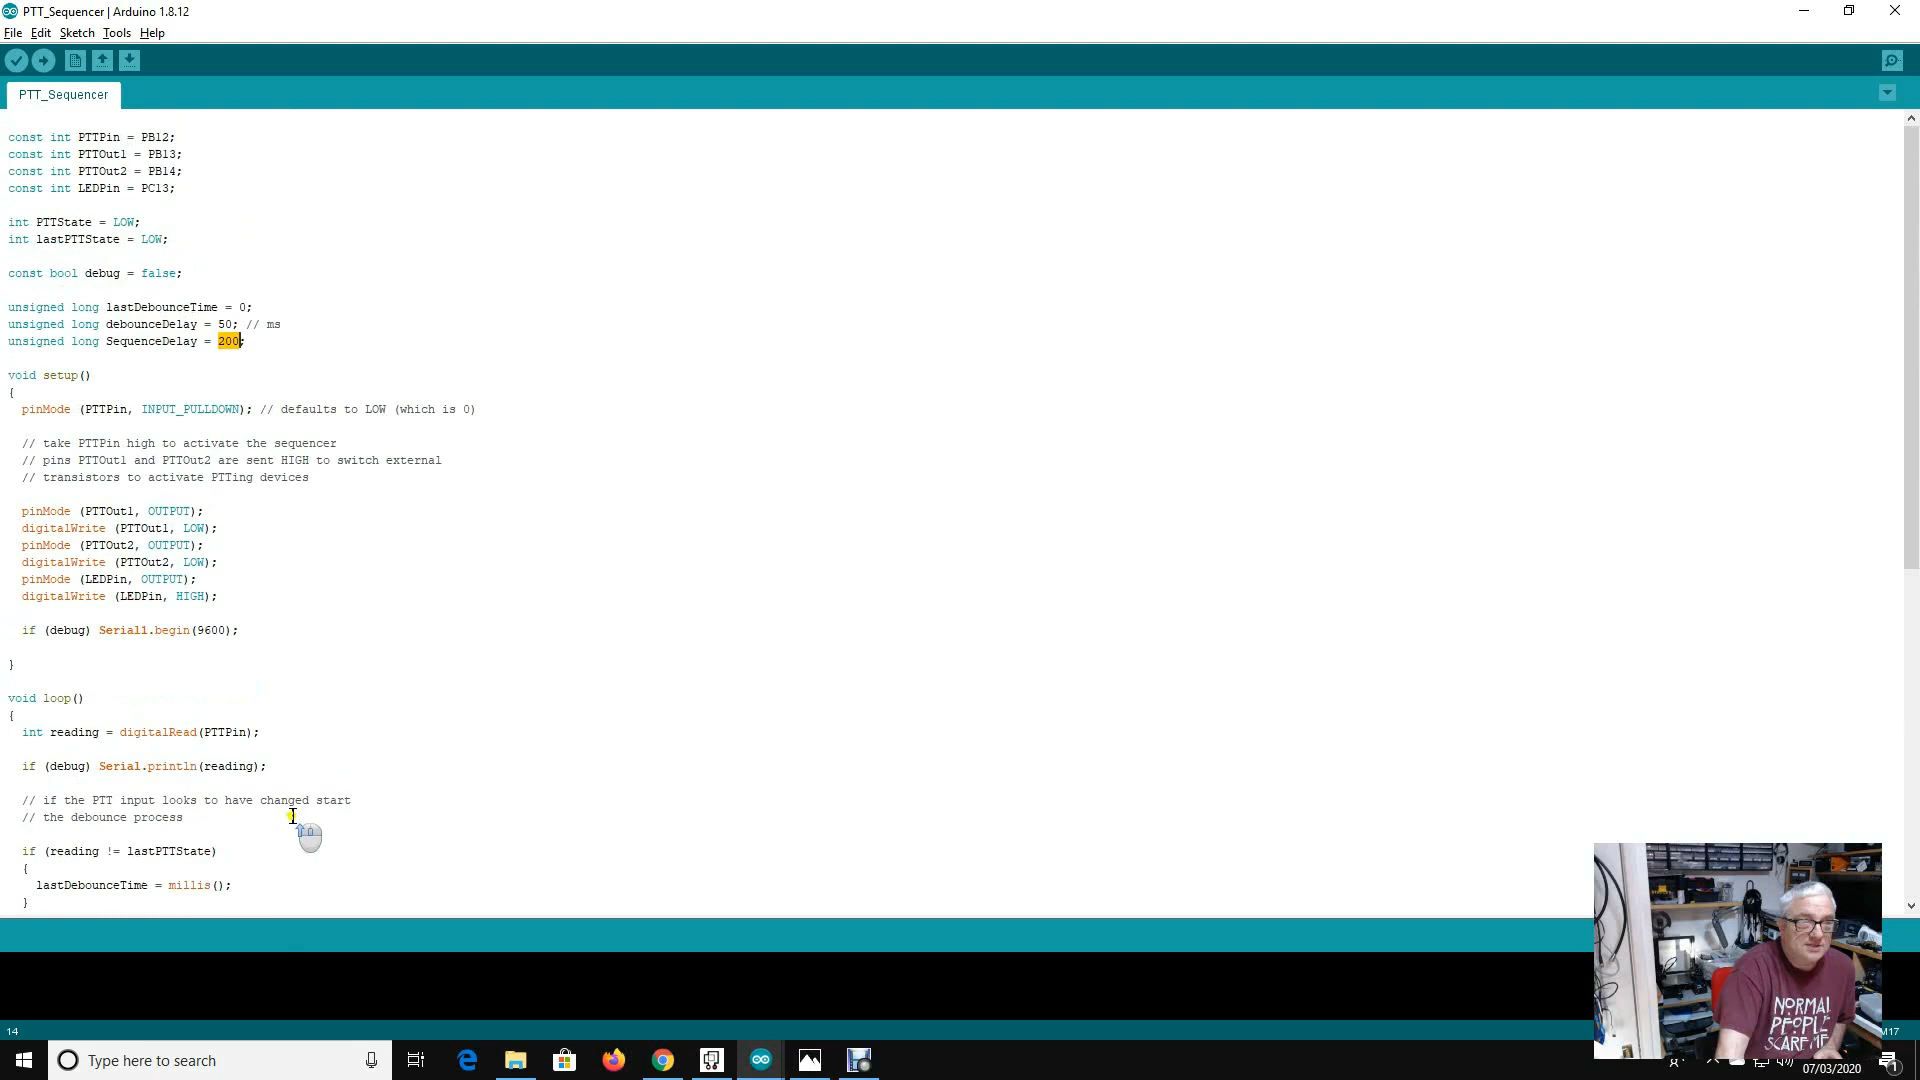 PTT_Sequencer | Arduino 1.8.12
File Edit Sketch Tools Help
PTT_Sequencer
const int PTTPin = PB12;
const int PTTOut1 = PB13;
const int PTTOut2 = PB14;
const int LEDPin = PC13;
int PTTState = LOW;
int lastPTTState = LOW;
const bool debug = false;
unsigned long lastDebounceTime = 0;
unsigned long debounceDelay = 50; // ms
unsigned long SequenceDelay = 200;
void setup()
{
pinMode (PTTPin, INPUT_PULLDOWN); // defaults to LOW (which is 0)
// take PTTPin high to activate the sequencer
// pins PTTOut1 and PTTOut2 are sent HIGH to switch external
// transistors to activate PTTing devices
pinMode (PTTOut1, OUTPUT);
digitalWrite (PTTOut1, LOW);
pinMode (PTTOut2, OUTPUT);
digitalWrite (PTTOut2, LOW);
pinMode (LEDPin, OUTPUT);
digitalWrite (LEDPin, HIGH);
if (debug) Serial1.begin(9600);
}
void loop()
{
int reading = digitalRead(PTTPin);
if (debug) Serial.println(reading);
// if the PTT input looks to have changed start
// the debounce process
if (reading != lastPTTState)
{
lastDebounceTime = millis();
}
NORMAL
PEOPLE
SCARE ME
14
M17
Type here to search
07/03/2020
1